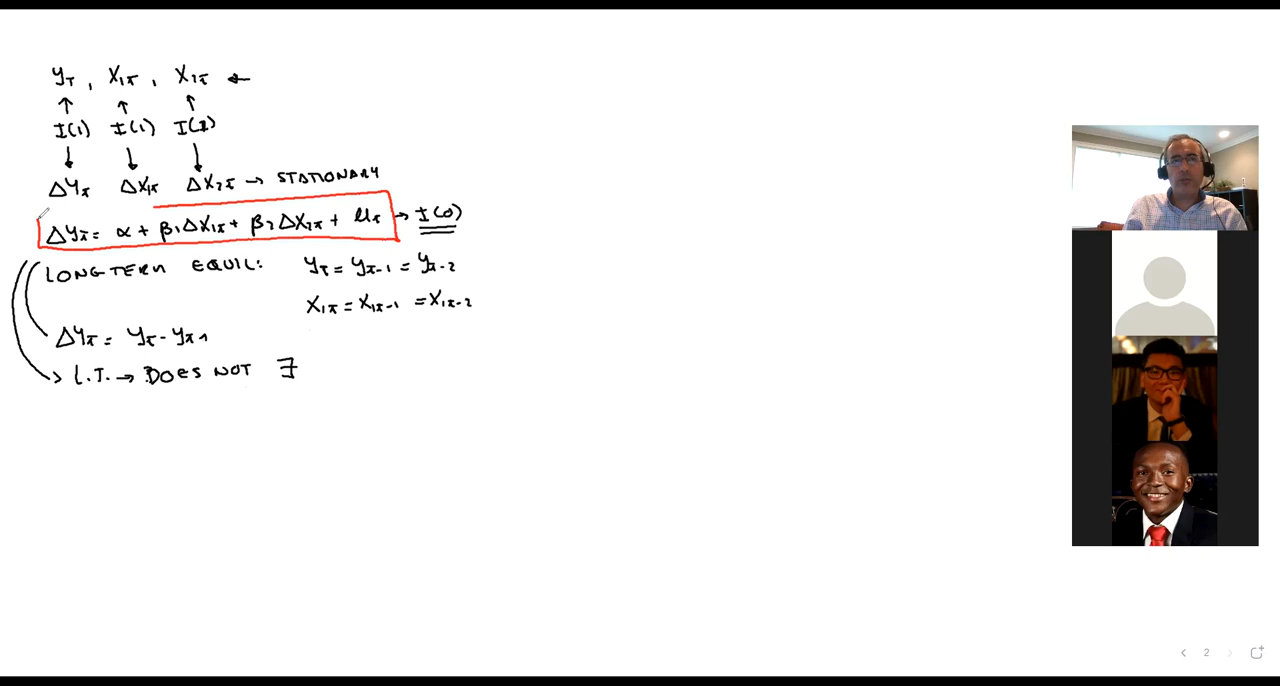 yₜ, X₁ₜ, X₂ₜ ←
↑ ↑ ↑
I(1) I(1) I(1)
↓ ↓ ↓
Δyₜ ΔX₁ₜ ΔX₂ₜ → STATIONARY
Δyₜ = α + β₁ΔX₁ₜ + β₂ΔX₂ₜ + uₜ → I(0)
LONG TERM EQUIL: yₜ = yₜ₋₁ = yₜ₋₂
X₁ₜ = X₁ₜ₋₁ = X₁ₜ₋₂
Δyₜ = yₜ - yₜ₋₁
L.T. → DOES NOT ∃
2